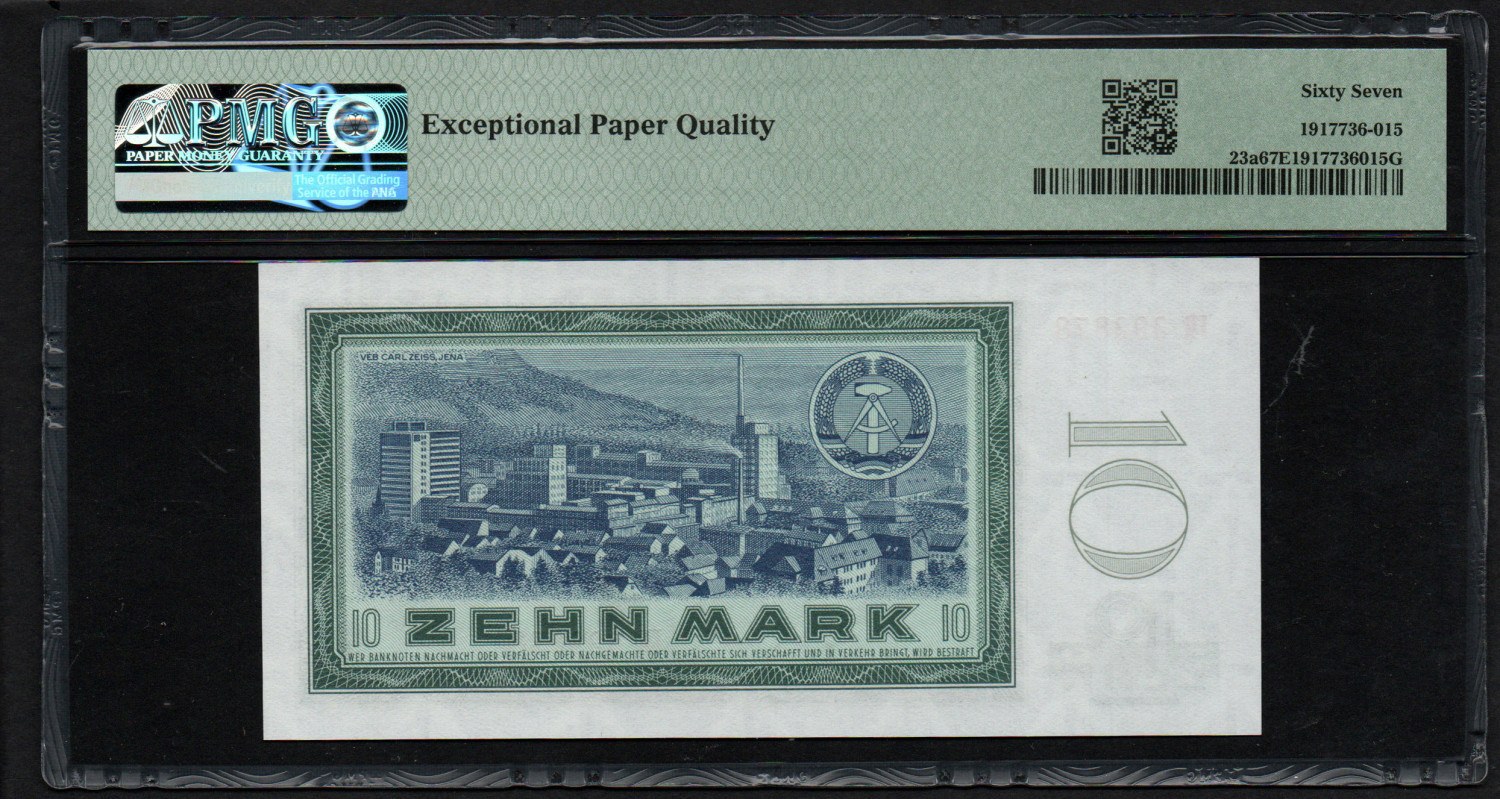 PMG
PAPER MONEY GUARANTY
The Official Grading
Service of the ANA
Exceptional Paper Quality
Sixty Seven
1917736-015
23a67E1917736015G
VEB CARL ZEISS, JENA
10
10 ZEHN MARK 10
WER BANKNOTEN NACHMACHT ODER VERFÄLSCHT ODER NACHGEMACHTE ODER VERFÄLSCHTE SICH VERSCHAFFT UND IN VERKEHR BRINGT, WIRD BESTRAFT